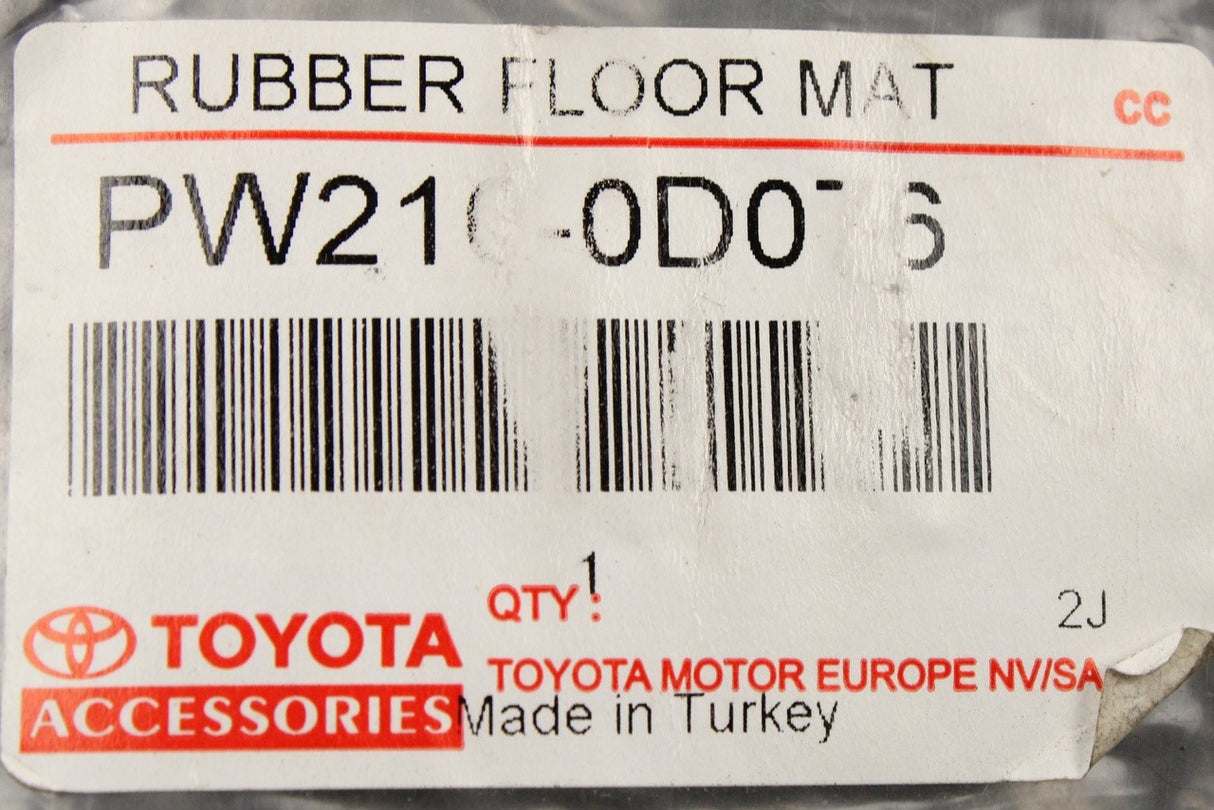 RUBBER FLOOR MAT
CC
QTY : 1
2J
TOYOTA
TOYOTA MOTOR EUROPE NV/SA
ACCESSORIES
Made in Turkey